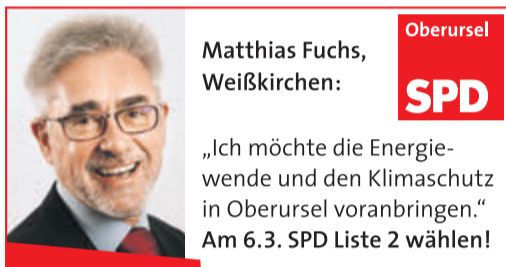 Matthias Fuchs,
Weißkirchen:
Oberursel
SPD
„Ich möchte die Energie-
wende und den Klimaschutz
in Oberursel voranbringen.“
Am 6.3. SPD Liste 2 wählen!